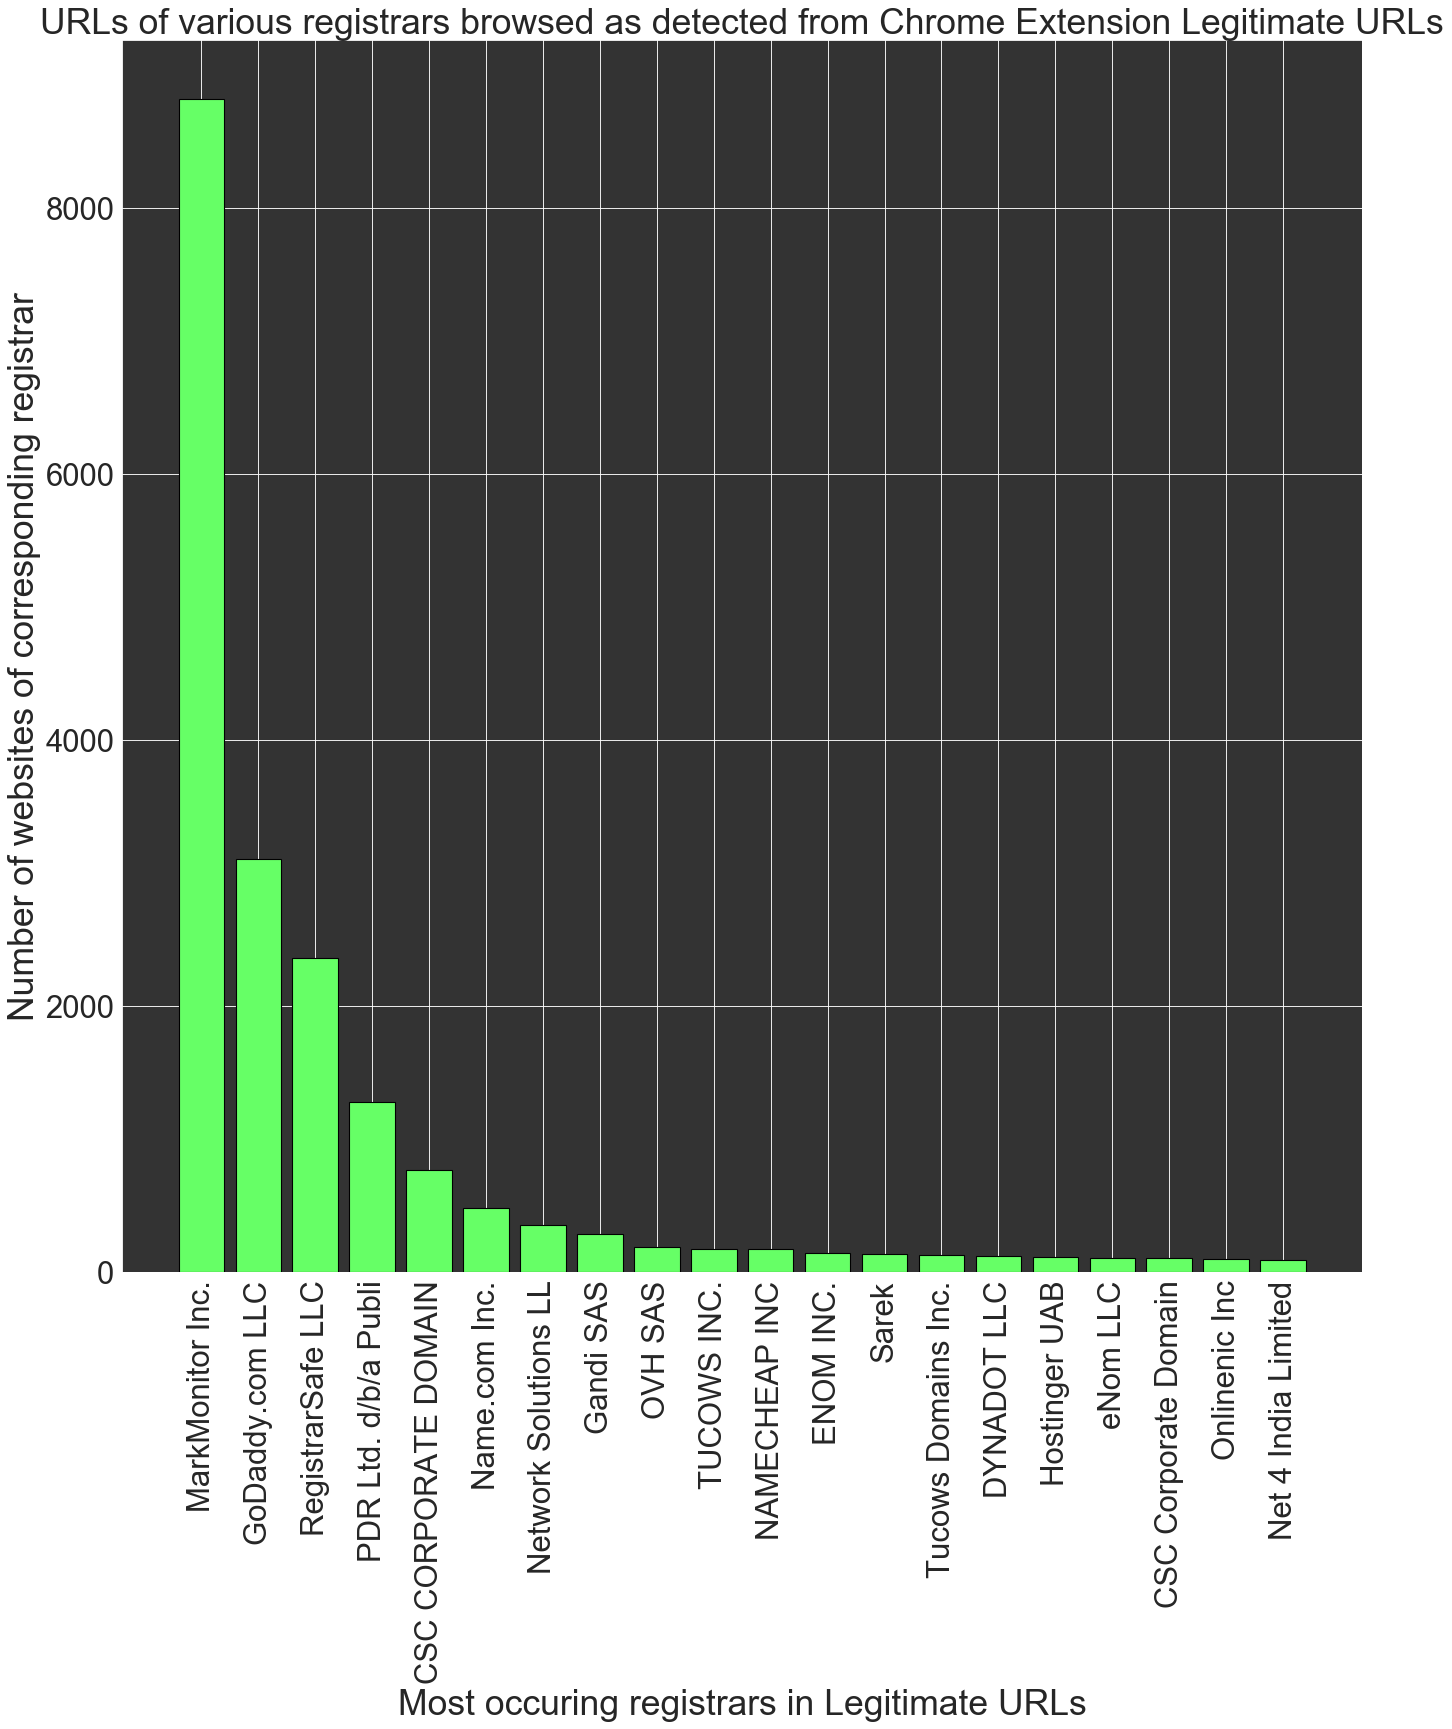 URLs of various registrars browsed as detected from Chrome Extension Legitimate URLs
Number of websites of corresponding registrar
8000
6000
4000
2000
0
MarkMonitor Inc.
GoDaddy.com LLC
RegistrarSafe LLC
PDR Ltd. d/b/a Publi
CSC CORPORATE DOMAIN
Name.com Inc.
Network Solutions LL
Gandi SAS
OVH SAS
TUCOWS INC.
NAMECHEAP INC
ENOM INC.
Sarek
Tucows Domains Inc.
DYNADOT LLC
Hostinger UAB
eNom LLC
CSC Corporate Domain
Onlinenic Inc
Net 4 India Limited
Most occuring registrars in Legitimate URLs